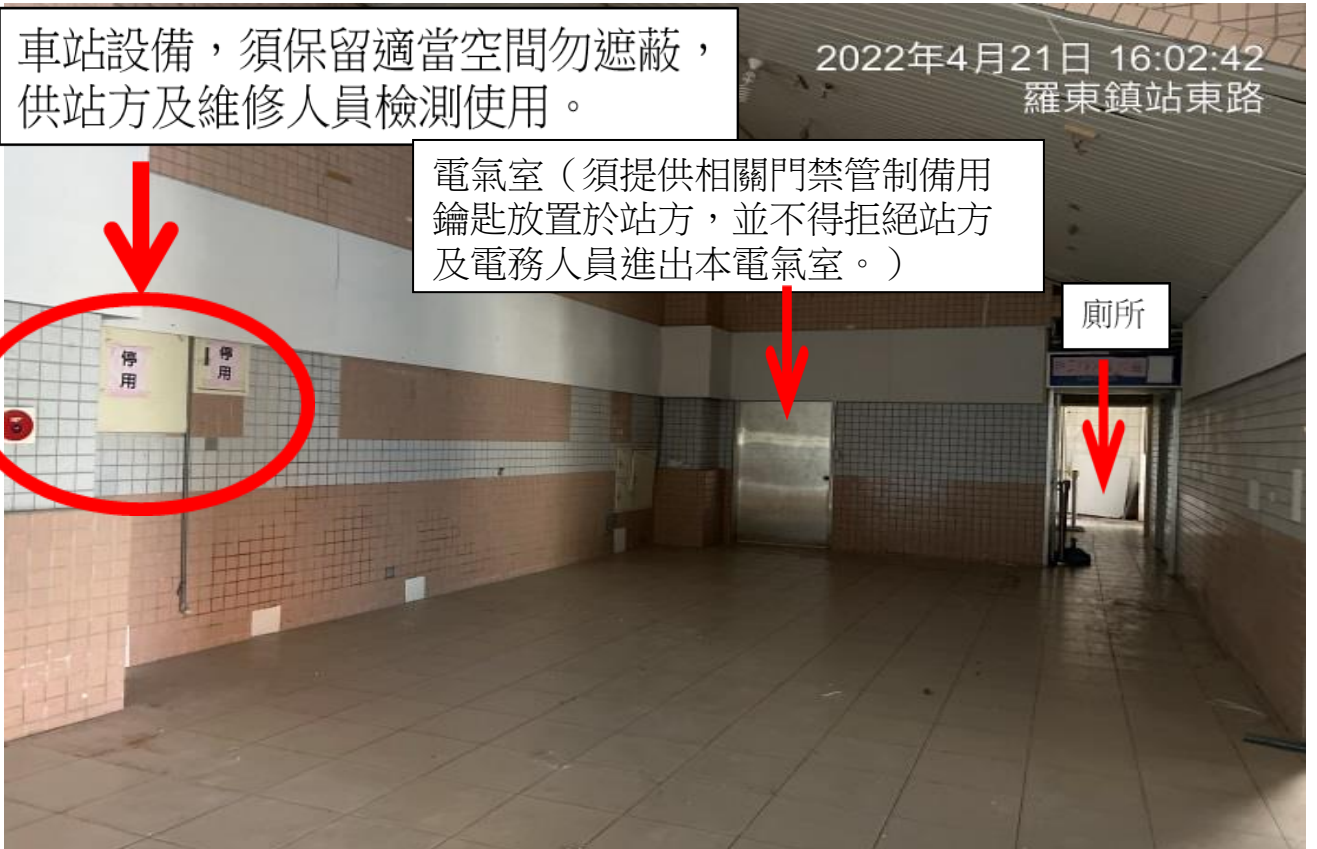 車站設備，須保留適當空間勿遮蔽，
供站方及維修人員檢測使用。
2022年4月21日 16:02:42
羅東鎮站東路
電氣室（須提供相關門禁管制備用
鑰匙放置於站方，並不得拒絕站方
及電務人員進出本電氣室。）
廁所
停
用
停
用